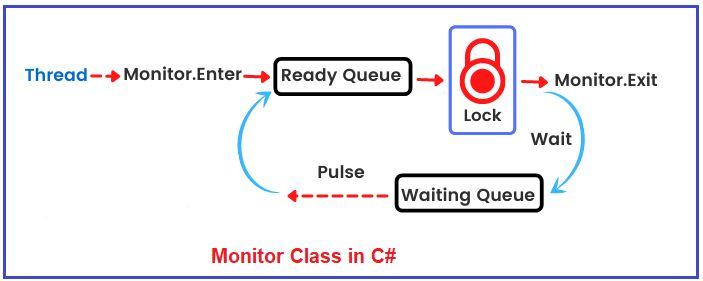 Thread
Monitor.Enter
Ready Queue
Lock
Monitor.Exit
Wait
Pulse
Waiting Queue
Monitor Class in C#